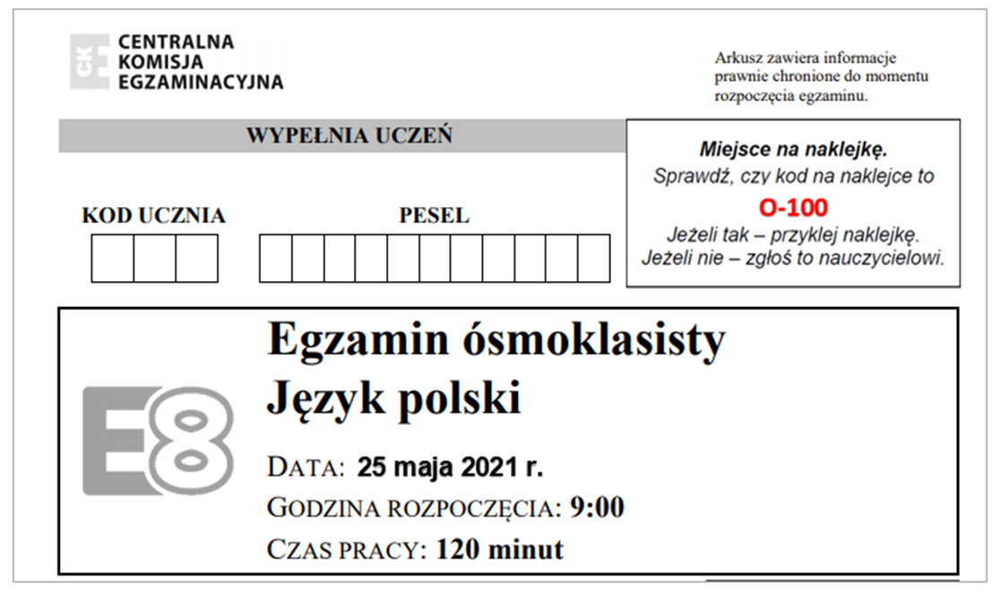 CKE
CENTRALNA
KOMISJA
EGZAMINACYJNA
Arkusz zawiera informacje
prawnie chronione do momentu
rozpoczęcia egzaminu.
WYPEŁNIA UCZEŃ
KOD UCZNIA
PESEL
Miejsce na naklejkę.
Sprawdź, czy kod na naklejce to
O-100
Jeżeli tak – przyklej naklejkę.
Jeżeli nie – zgłoś to nauczycielowi.
E8
Egzamin ósmoklasisty
Język polski
DATA: 25 maja 2021 r.
GODZINA ROZPOCZĘCIA: 9:00
CZAS PRACY: 120 minut